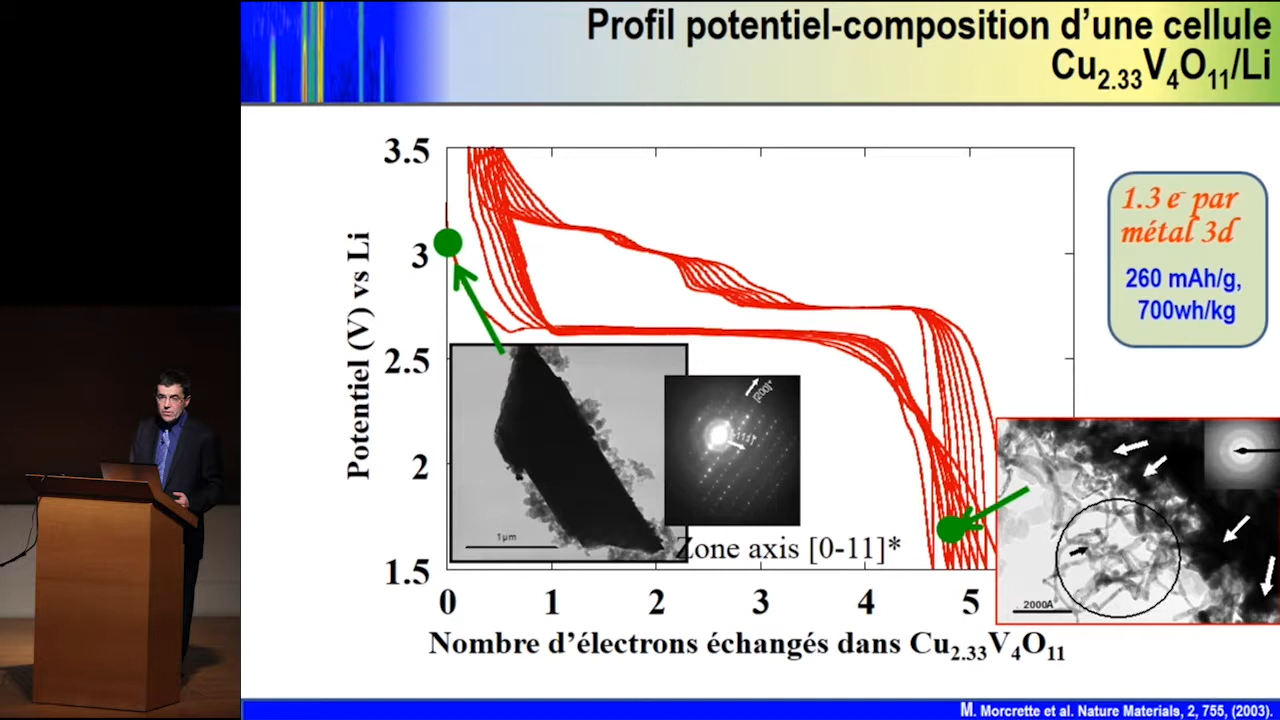 Profil potentiel-composition d'une cellule
Cu2.33V4O11/Li
3.5
3
2.5
2
1.5
Potentiel (V) vs Li
0
1
2
3
4
5
Nombre d'électrons échangés dans Cu2.33V4O11
1.3 e- par
métal 3d
260 mAh/g,
700wh/kg
1µm
[200]*
Zone axis [0-11]*
2000A
M. Morcrette et al. Nature Materials, 2, 755, (2003).